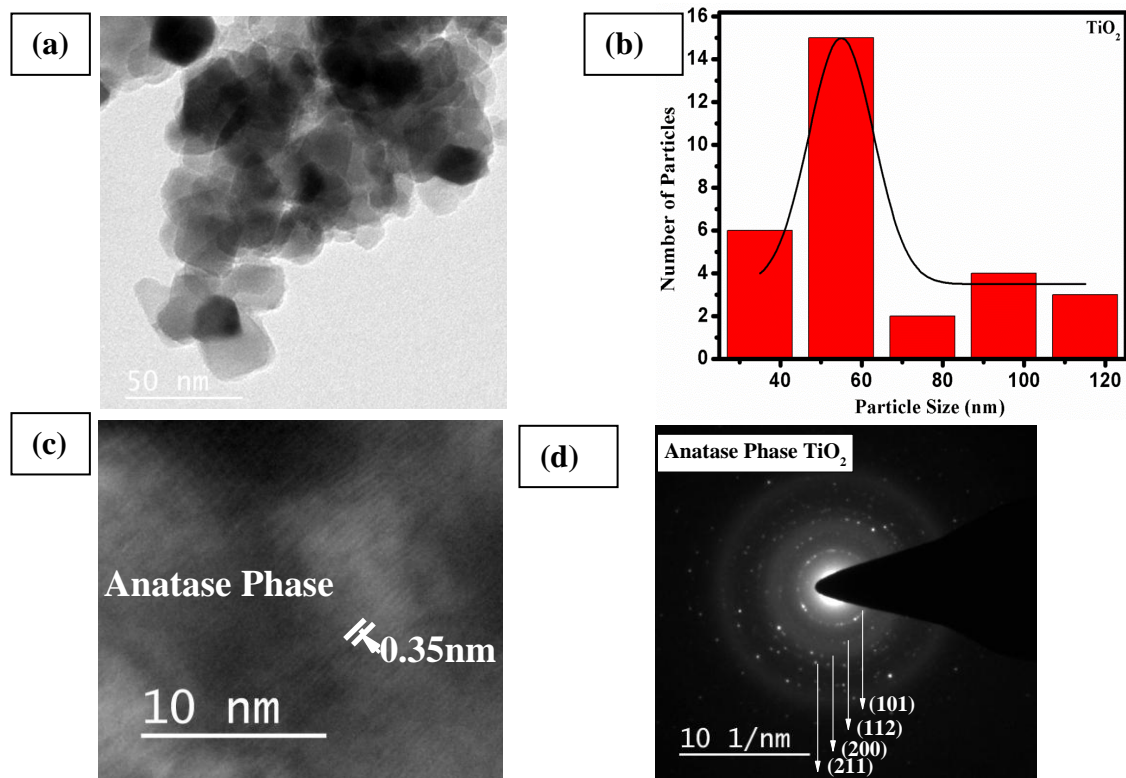 (a)
50 nm
(b)
TiO₂
16
14
12
10
8
6
4
2
0
Number of Particles
40 60 80 100 120
Particle Size (nm)
(c)
Anatase Phase
0.35nm
10 nm
(d)
Anatase Phase TiO₂
(101)
(112)
(200)
(211)
10 1/nm